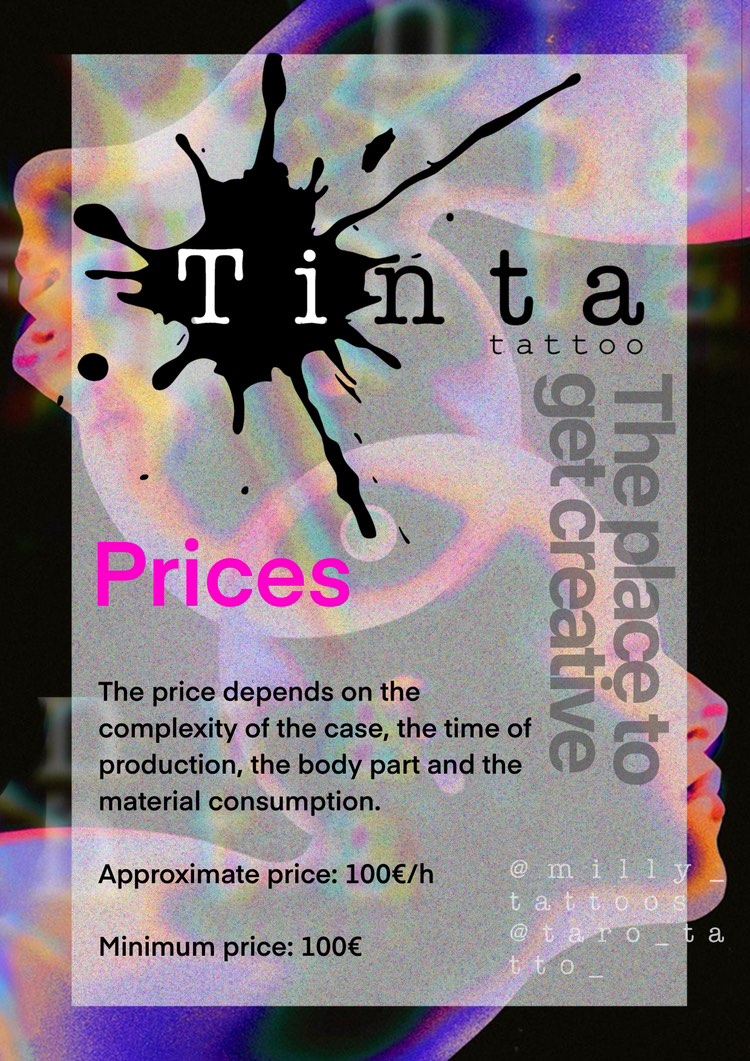 Tinta
tattoo
The place to
get creative
Prices
The price depends on the
complexity of the case, the time of
production, the body part and the
material consumption.
Approximate price: 100€/h
Minimum price: 100€
@milly_
tattoos
@taro_ta
tto_